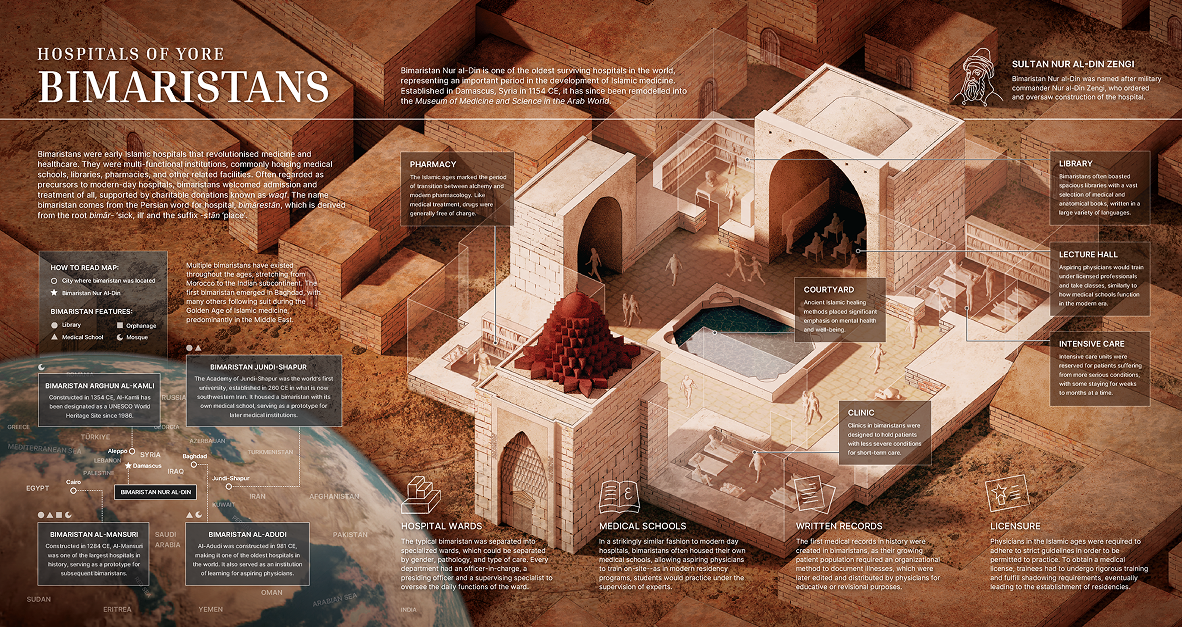 HOSPITALS OF YORE
BIMARISTANS
Bimaristan Nur al-Din is one of the oldest surviving hospitals in the world,
representing an important period in the development of Islamic medicine.
Established in Damascus, Syria in 1154 CE, it has since been remodelled into
the Museum of Medicine and Science in the Arab World.
SULTAN NUR AL-DIN ZENGI
Bimaristan Nur al-Din was named after military
commander Nur al-Din Zengi, who ordered
and oversaw construction of the hospital.
Bimaristans were early Islamic hospitals that revolutionised medicine and
healthcare. They were multi-functional institutions, commonly housing medical
schools, libraries, pharmacies, and other related facilities. Often regarded as
precursors to modern-day hospitals, bimaristans welcomed admission and
treatment of all, supported by charitable donations known as waqf. The name
bimaristan comes from the Persian word for hospital, bimārestān, which is derived
from the root bimār- 'sick, ill' and the suffix -stān 'place'.
PHARMACY
The Islamic ages marked the period
of transition between alchemy and
modern pharmacology. Like
medical treatment, drugs were
generally free of charge.
LIBRARY
Bimaristans often boasted
spacious libraries with a vast
selection of medical and
anatomical books, written in a
large variety of languages.
LECTURE HALL
Aspiring physicians would train
under licensed professionals
and take classes, similarly to
how medical schools function
in the modern era.
COURTYARD
Ancient Islamic healing
methods placed significant
emphasis on mental health
and well-being.
INTENSIVE CARE
Intensive care units were
reserved for patients suffering
from more serious conditions,
with some staying for weeks
to months at a time.
CLINIC
Clinics in bimaristans were
designed to hold patients
with less severe conditions
for short-term care.
HOW TO READ MAP:
City where bimaristan was located
Bimaristan Nur Al-Din
BIMARISTAN FEATURES:
Library
Orphanage
Medical School
Mosque
Multiple bimaristans have existed
throughout the ages, stretching from
Morocco to the Indian subcontinent. The
first bimaristan emerged in Baghdad, with
many others following suit during the
Golden Age of Islamic medicine,
predominantly in the Middle East.
BIMARISTAN ARGHUN AL-KAMLI
Constructed in 1354 CE, Al-Kamli has
been designated as a UNESCO World
Heritage Site since 1986.
BIMARISTAN JUNDI-SHAPUR
The Academy of Jundi-Shapur was the world's first
university, established in 260 CE in what is now
southwestern Iran. It housed a bimaristan with its
own medical school, serving as a prototype for
later medical institutions.
RUSSIA
GREECE
GEORGIA
TÜRKIYE
AZERBAIJAN
MEDITERRANEAN SEA
TURKMENISTAN
Aleppo
SYRIA
LEBANON
Baghdad
Damascus
PALESTINE
IRAQ
Cairo
Jundi-Shapur
EGYPT
BIMARISTAN NUR AL-DIN
IRAN
AFGHANISTAN
KUWAIT
BIMARISTAN AL-MANSURI
Constructed in 1284 CE, Al-Mansuri
was one of the largest hospitals in
history, serving as a prototype for
subsequent bimaristans.
SAUDI
ARABIA
BIMARISTAN AL-ADUDI
Al-Adudi was constructed in 981 CE,
making it one of the oldest hospitals in
the world. It also served as an institution
of learning for aspiring physicians.
PAKISTAN
OMAN
SUDAN
ERITREA
YEMEN
ARABIAN SEA
INDIA
HOSPITAL WARDS
The typical bimaristan was separated into
specialized wards, which could be separated
by gender, pathology, and type of care. Every
department had an officer-in-charge, a
presiding officer and a supervising specialist to
oversee the daily functions of the ward.
MEDICAL SCHOOLS
In a strikingly similar fashion to modern day
hospitals, bimaristans often housed their own
medical schools, allowing aspiring physicians
to train on-site–as in modern residency
programs, students would practice under the
supervision of experts.
WRITTEN RECORDS
The first medical records in history were
created in bimaristans, as their growing
patient population required an organizational
method to document illnesses, which were
later edited and distributed by physicians for
educative or revisional purposes.
LICENSURE
Physicians in the Islamic ages were required to
adhere to strict guidelines in order to be
permitted to practice. To obtain a medical
license, trainees had to undergo rigorous training
and fulfill shadowing requirements, eventually
leading to the establishment of residencies.